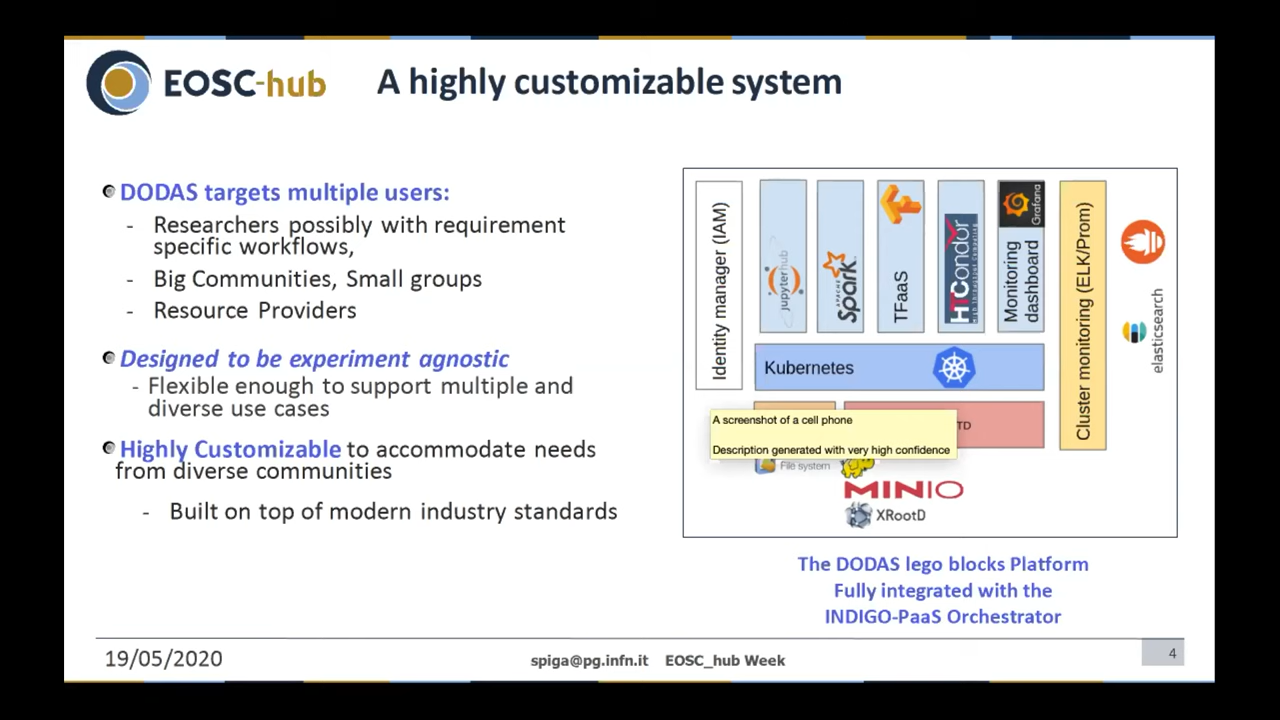 EOSC-hub
A highly customizable system
DODAS targets multiple users:
- Researchers possibly with requirement
specific workflows,
- Big Communities, Small groups
- Resource Providers
Designed to be experiment agnostic
- Flexible enough to support multiple and
diverse use cases
Highly Customizable to accommodate needs
from diverse communities
- Built on top of modern industry standards
Identity manager (IAM)
jupyterhub
APACHE
Spark
TFaaS
HTCondor
Grafana
Monitoring
dashboard
Cluster monitoring (ELK/Prom)
elasticsearch
Kubernetes
TD
A screenshot of a cell phone
Description generated with very high confidence
File system
MINIO
XRootD
The DODAS lego blocks Platform
Fully integrated with the
INDIGO-PaaS Orchestrator
19/05/2020
spiga@pg.infn.it EOSC_hub Week
4